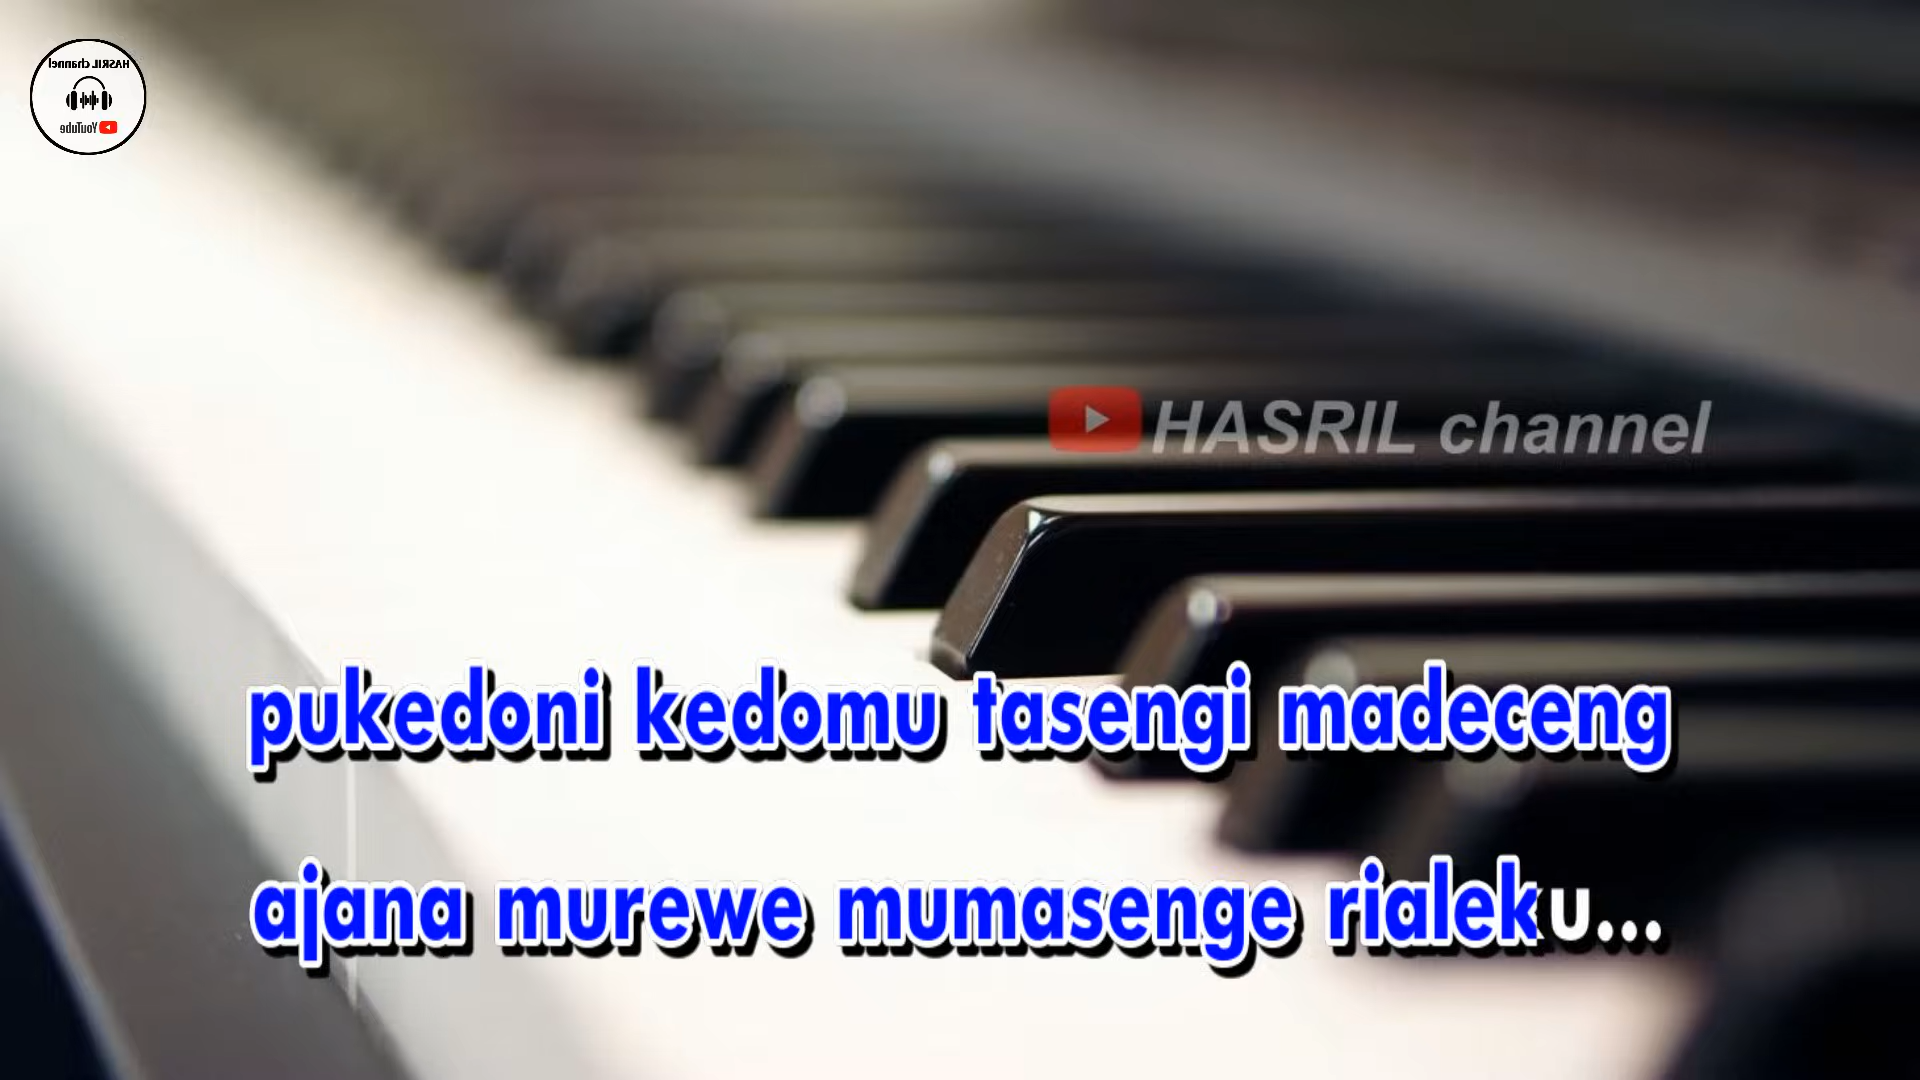 HASRIL channel
YouTube
HASRIL channel
pukedoni kedomu tasengi madeceng
ajana murewe mumasenge rialeku...